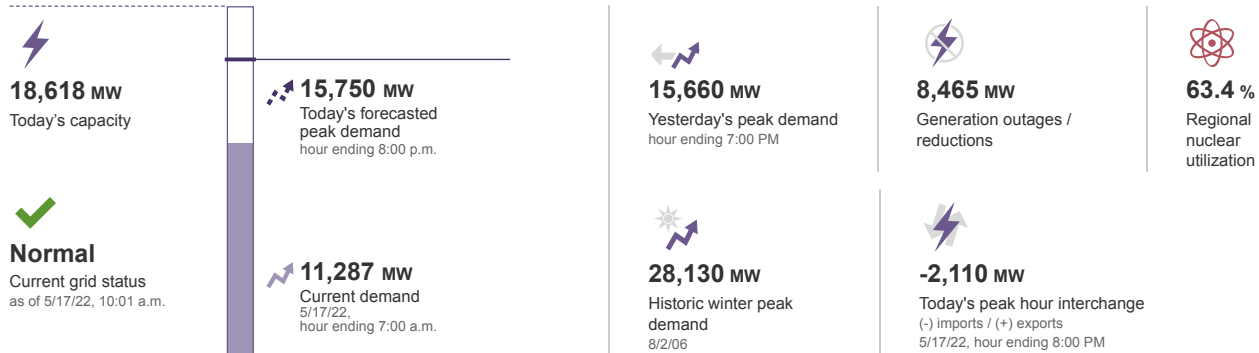 18,618 MW
Today's capacity
Normal
Current grid status
as of 5/17/22, 10:01 a.m.
15,750 MW
Today's forecasted
peak demand
hour ending 8:00 p.m.
11,287 MW
Current demand
5/17/22,
hour ending 7:00 a.m.
15,660 MW
Yesterday's peak demand
hour ending 7:00 PM
8,465 MW
Generation outages /
reductions
63.4 %
Regional
nuclear
utilization
28,130 MW
Historic winter peak
demand
8/2/06
-2,110 MW
Today's peak hour interchange
(-) imports / (+) exports
5/17/22, hour ending 8:00 PM